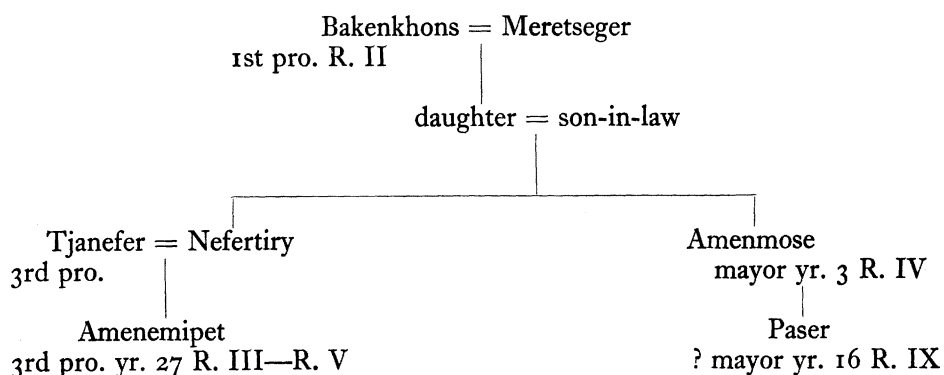 Bakenkhons = Meretseger
1st pro. R. II
daughter = son-in-law
Tjanefer = Nefertiry
3rd pro.
Amenmose
mayor yr. 3 R. IV
Amenemipet
3rd pro. yr. 27 R. III—R. V
Paser
? mayor yr. 16 R. IX